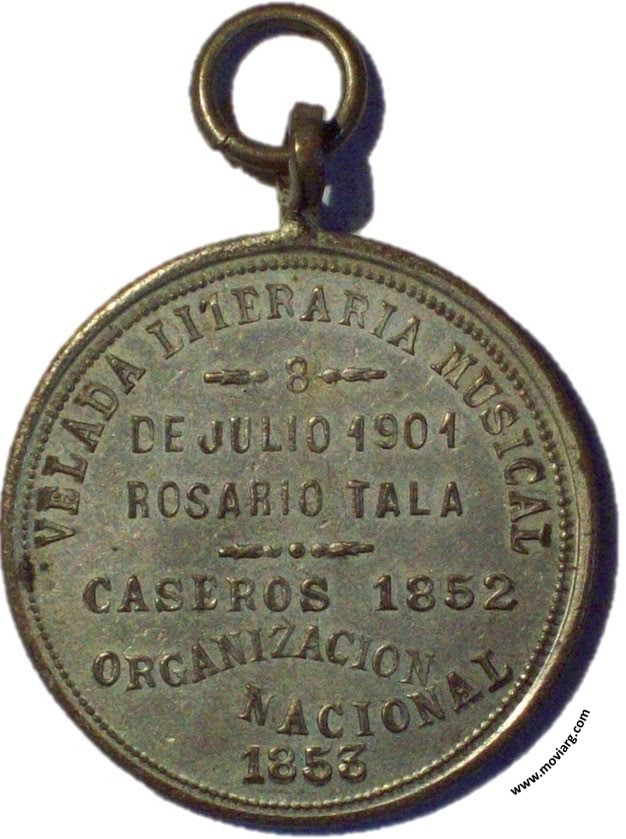 VELADA LITERARIA MUSICAL
8
DE JULIO 1901
ROSARIO TALA
CASEROS 1852
ORGANIZACION
NACIONAL
1853
www.moviarg.com